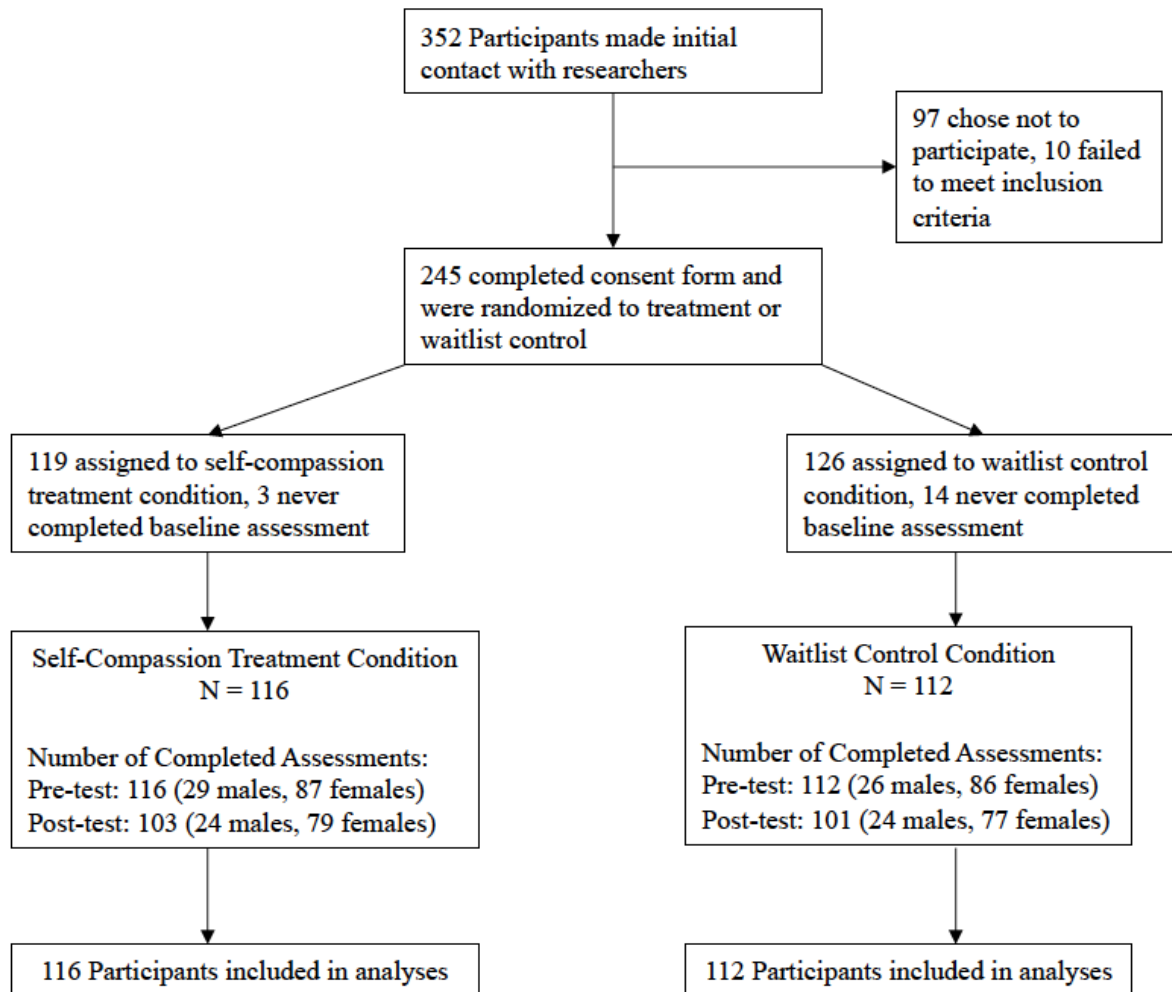 352 Participants made initial
contact with researchers
97 chose not to
participate, 10 failed
to meet inclusion
criteria
245 completed consent form and
were randomized to treatment or
waitlist control
119 assigned to self-compassion
treatment condition, 3 never
completed baseline assessment
126 assigned to waitlist control
condition, 14 never completed
baseline assessment
Self-Compassion Treatment Condition
N = 116
Number of Completed Assessments:
Pre-test: 116 (29 males, 87 females)
Post-test: 103 (24 males, 79 females)
Waitlist Control Condition
N = 112
Number of Completed Assessments:
Pre-test: 112 (26 males, 86 females)
Post-test: 101 (24 males, 77 females)
116 Participants included in analyses
112 Participants included in analyses